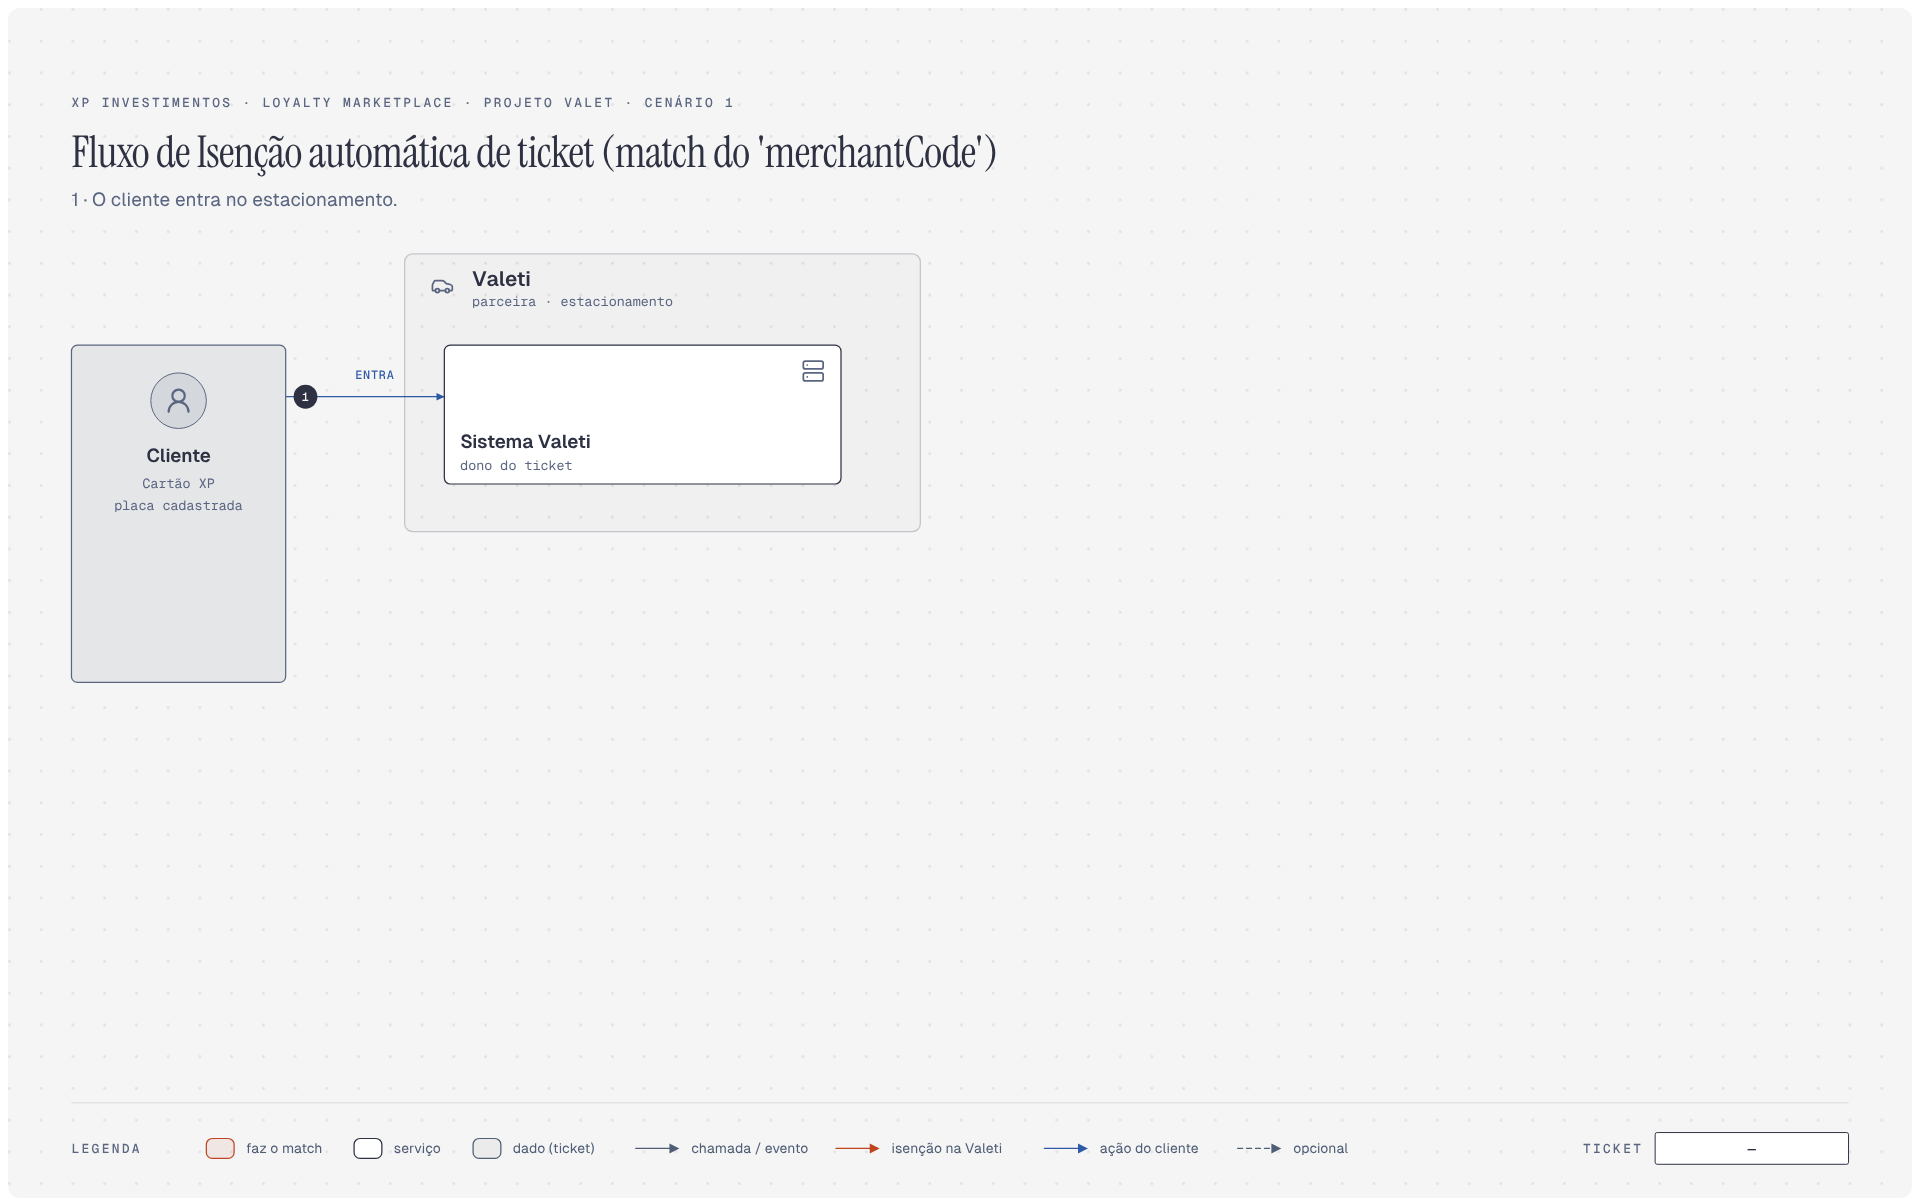 XP INVESTIMENTOS · LOYALTY MARKETPLACE · PROJETO VALET · CENÁRIO 1
Fluxo de Isenção automática de ticket (match do 'merchantCode')
1 · O cliente entra no estacionamento.
Valeti
parceira · estacionamento
ENTRA
1
Cliente
Cartão XP
placa cadastrada
Sistema Valeti
dono do ticket
LEGENDA
faz o match
serviço
dado (ticket)
chamada / evento
isenção na Valeti
ação do cliente
opcional
TICKET
—